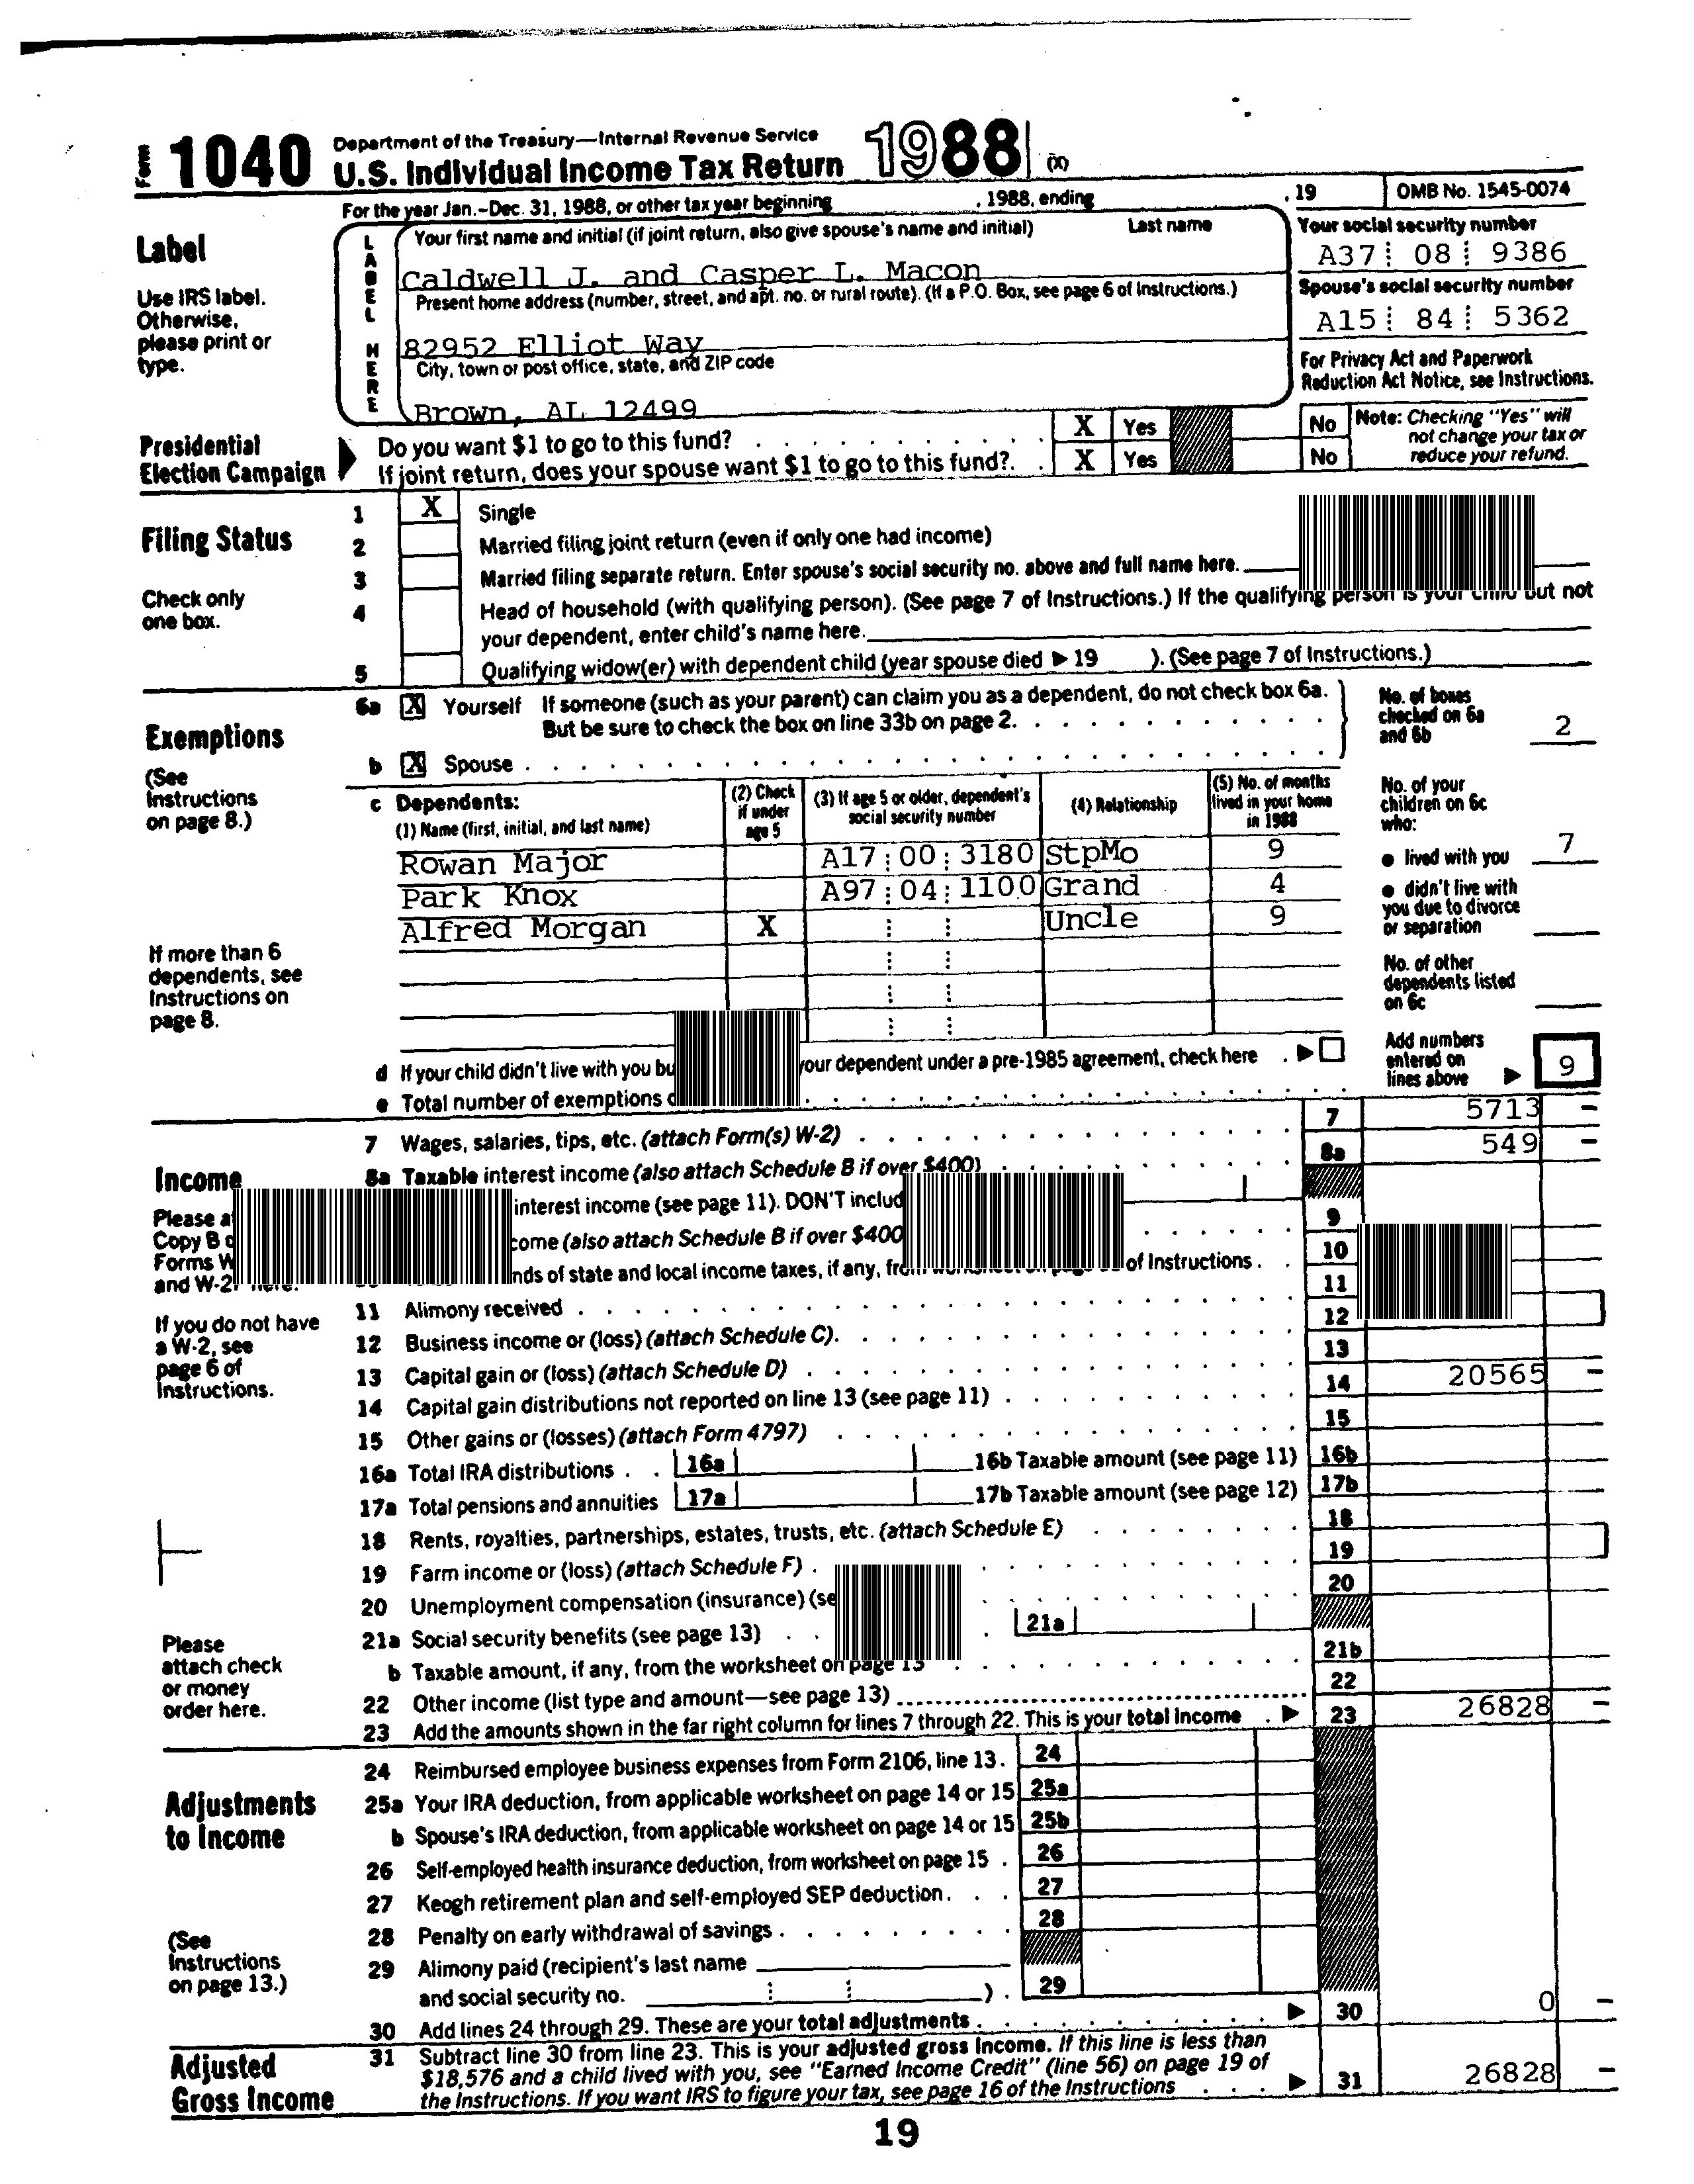 Form 1040 Department of the Treasury—Internal Revenue Service
U.S. Individual Income Tax Return 1988 (X)
For the year Jan.-Dec. 31, 1988, or other tax year beginning , 1988, ending , 19 OMB No. 1545-0074
Label
Use IRS label.
Otherwise,
please print or
type.
LABEL HERE
Your first name and initial (if joint return, also give spouse's name and initial) Last name
Caldwell J. and Casper L. Macon
Present home address (number, street, and apt. no. or rural route). (If a P.O. Box, see page 6 of Instructions.)
82952 Elliot Way
City, town or post office, state, and ZIP code
Brown, AL 12499
Your social security number
A37 08 9386
Spouse's social security number
A15 84 5362
For Privacy Act and Paperwork
Reduction Act Notice, see Instructions.
Presidential
Election Campaign
Do you want $1 to go to this fund? X Yes No
If joint return, does your spouse want $1 to go to this fund? X Yes No
Note: Checking "Yes" will
not change your tax or
reduce your refund.
Filing Status
Check only
one box.
1 X Single
2 Married filing joint return (even if only one had income)
3 Married filing separate return. Enter spouse's social security no. above and full name here.
4 Head of household (with qualifying person). (See page 7 of Instructions.) If the qualifying person is your child but not
your dependent, enter child's name here.
5 Qualifying widow(er) with dependent child (year spouse died ▶ 19 ). (See page 7 of Instructions.)
Exemptions
(See
Instructions
on page 8.)
6a X Yourself If someone (such as your parent) can claim you as a dependent, do not check box 6a.
But be sure to check the box on line 33b on page 2.
b X Spouse
No. of boxes
checked on 6a
and 6b 2
c Dependents:
(1) Name (first, initial, and last name)
(2) Check
if under
age 5
(3) If age 5 or older, dependent's
social security number
(4) Relationship
(5) No. of months
lived in your home
in 1988
Rowan Major A17 00 3180 StpMo 9
Park Knox A97 04 1100 Grand 4
Alfred Morgan X Uncle 9
No. of your
children on 6c
who:
● lived with you 7
● didn't live with
you due to divorce
or separation
No. of other
dependents listed
on 6c
Add numbers
entered on
lines above ▶ 9
If more than 6
dependents, see
Instructions on
page 8.
d If your child didn't live with you bu our dependent under a pre-1985 agreement, check here . ▶
e Total number of exemptions
Income
Please
Copy B
Forms
and W-2
If you do not have
a W-2, see
page 6 of
Instructions.
7 Wages, salaries, tips, etc. (attach Form(s) W-2) 7 5713 -
8a Taxable interest income (also attach Schedule B if over $400) 8a 549 -
interest income (see page 11). DON'T includ
come (also attach Schedule B if over $400 9
nds of state and local income taxes, if any, from of Instructions . 10
11 Alimony received 11
12 Business income or (loss) (attach Schedule C). 12
13 Capital gain or (loss) (attach Schedule D) 13
14 Capital gain distributions not reported on line 13 (see page 11) 14 20565 -
15 Other gains or (losses) (attach Form 4797) 15
16a Total IRA distributions 16a 16b Taxable amount (see page 11) 16b
17a Total pensions and annuities 17a 17b Taxable amount (see page 12) 17b
18 Rents, royalties, partnerships, estates, trusts, etc. (attach Schedule E) 18
19 Farm income or (loss) (attach Schedule F) 19
20 Unemployment compensation (insurance) (se 20
21a Social security benefits (see page 13) 21a
b Taxable amount, if any, from the worksheet on page 13 21b
22 Other income (list type and amount—see page 13) 22
23 Add the amounts shown in the far right column for lines 7 through 22. This is your total income . ▶ 23 26828 -
Please
attach check
or money
order here.
Adjustments
to Income
(See
Instructions
on page 13.)
24 Reimbursed employee business expenses from Form 2106, line 13 . 24
25a Your IRA deduction, from applicable worksheet on page 14 or 15 25a
b Spouse's IRA deduction, from applicable worksheet on page 14 or 15 25b
26 Self-employed health insurance deduction, from worksheet on page 15 . 26
27 Keogh retirement plan and self-employed SEP deduction . 27
28 Penalty on early withdrawal of savings 28
29 Alimony paid (recipient's last name
and social security no. ) . 29
30 Add lines 24 through 29. These are your total adjustments ▶ 30 0 -
Adjusted
Gross Income
31 Subtract line 30 from line 23. This is your adjusted gross income. If this line is less than
$18,576 and a child lived with you, see "Earned Income Credit" (line 56) on page 19 of
the Instructions. If you want IRS to figure your tax, see page 16 of the Instructions ▶ 31 26828 -
19